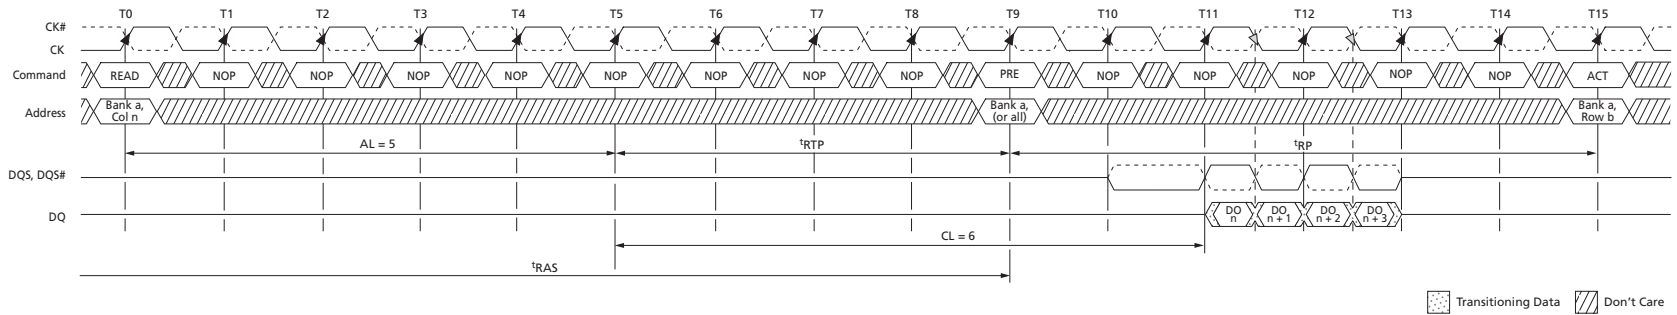 T0 T1 T2 T3 T4 T5 T6 T7 T8 T9 T10 T11 T12 T13 T14 T15
CK#
CK
Command READ NOP NOP NOP NOP NOP NOP NOP NOP PRE NOP NOP NOP NOP NOP ACT
Address Bank a, Col n Bank a, (or all) Bank a, Row b
AL = 5 tRTP tRP
DQS, DQS#
DQ DO n DO n + 1 DO n + 2 DO n + 3
CL = 6
tRAS
Transitioning Data Don't Care